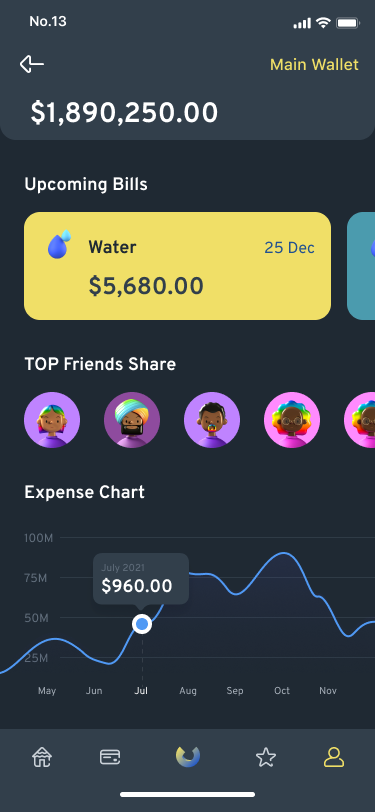 No.13
Main Wallet
$1,890,250.00
Upcoming Bills
Water
25 Dec
$5,680.00
TOP Friends Share
Expense Chart
100M
July 2021
75M
$960.00
50M
25M
May Jun Jul Aug Sep Oct Nov